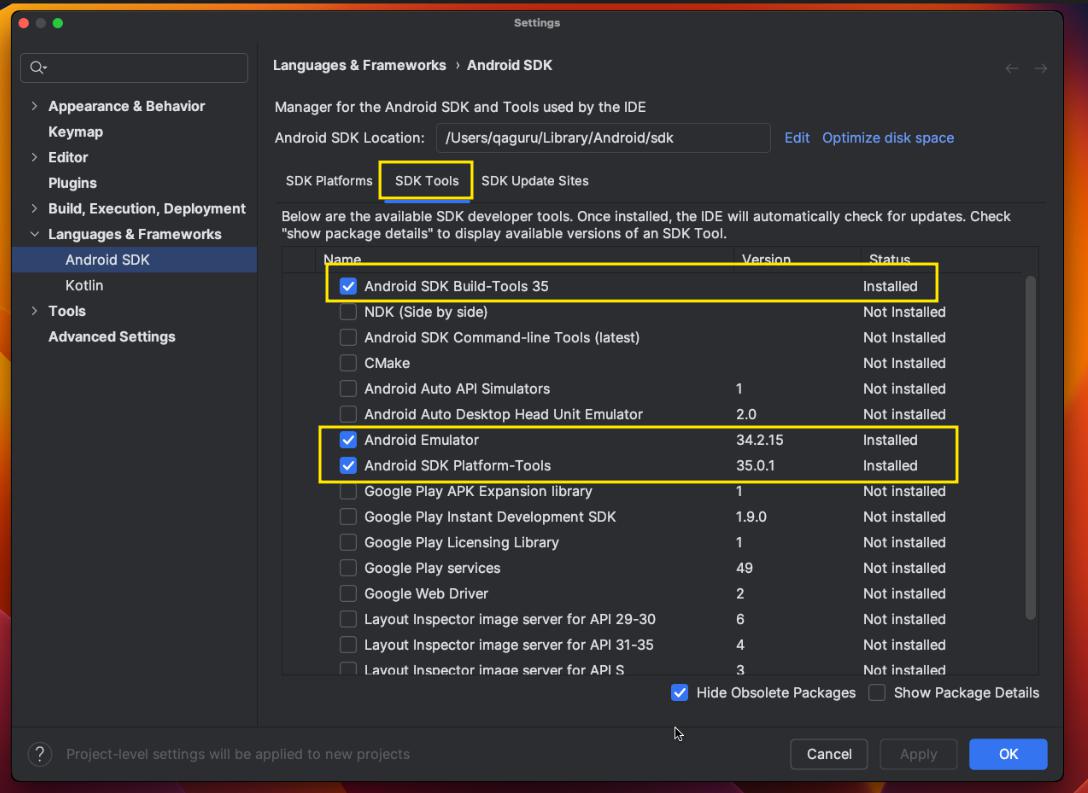 Settings
Languages & Frameworks › Android SDK
Appearance & Behavior
Keymap
Editor
Plugins
Build, Execution, Deployment
Languages & Frameworks
Android SDK
Kotlin
Tools
Advanced Settings
Manager for the Android SDK and Tools used by the IDE
Android SDK Location: /Users/qaguru/Library/Android/sdk Edit Optimize disk space
SDK Platforms SDK Tools SDK Update Sites
Below are the available SDK developer tools. Once installed, the IDE will automatically check for updates. Check
"show package details" to display available versions of an SDK Tool.
Name Version Status
Android SDK Build-Tools 35 Installed
NDK (Side by side) Not Installed
Android SDK Command-line Tools (latest) Not Installed
CMake Not Installed
Android Auto API Simulators 1 Not installed
Android Auto Desktop Head Unit Emulator 2.0 Not installed
Android Emulator 34.2.15 Installed
Android SDK Platform-Tools 35.0.1 Installed
Google Play APK Expansion library 1 Not installed
Google Play Instant Development SDK 1.9.0 Not installed
Google Play Licensing Library 1 Not installed
Google Play services 49 Not installed
Google Web Driver 2 Not installed
Layout Inspector image server for API 29-30 6 Not installed
Layout Inspector image server for API 31-35 4 Not installed
Layout Inspector image server for API S 3 Not installed
Hide Obsolete Packages Show Package Details
? Project-level settings will be applied to new projects
Cancel Apply OK